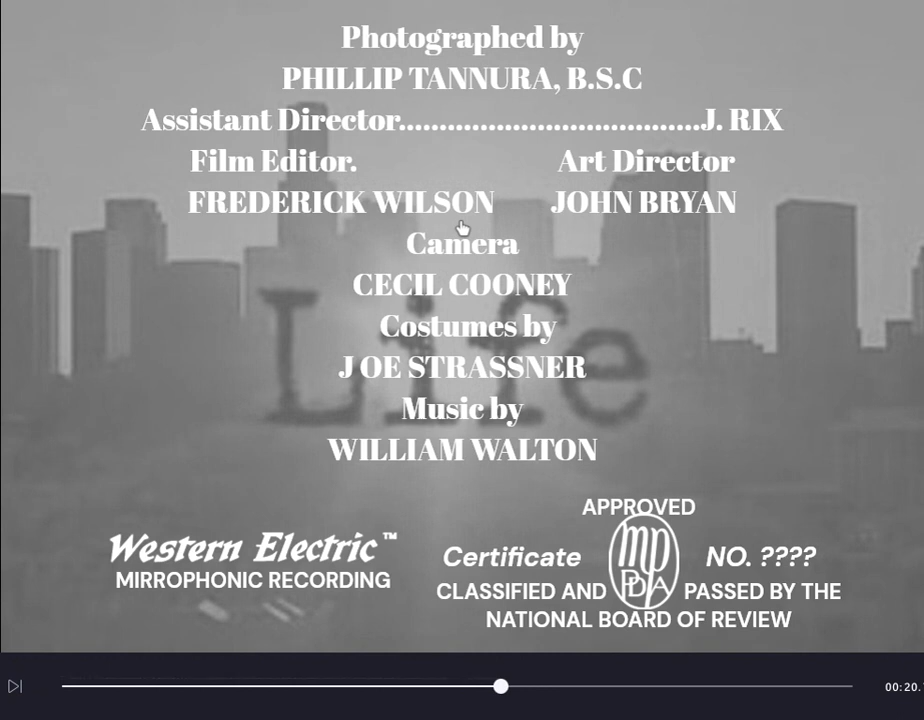 Photographed by
PHILLIP TANNURA, B.S.C
Assistant Director.....................................J. RIX
Film Editor. Art Director
FREDERICK WILSON JOHN BRYAN
Camera
CECIL COONEY
Costumes by
J OE STRASSNER
Music by
WILLIAM WALTON
Life
Western Electric™
MIRROPHONIC RECORDING
APPROVED
Certificate MPPDA NO. ????
CLASSIFIED AND PASSED BY THE
NATIONAL BOARD OF REVIEW
00:20.